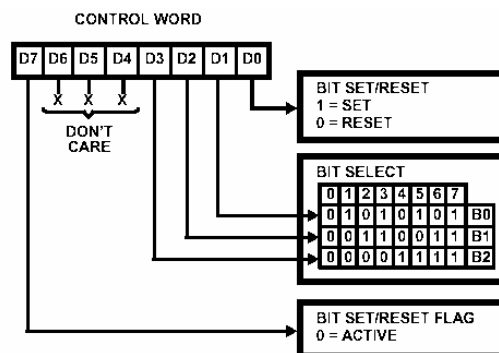 CONTROL WORD
D7 D6 D5 D4 D3 D2 D1 D0
X X X
DON'T
CARE
BIT SET/RESET
1 = SET
0 = RESET
BIT SELECT
0 1 2 3 4 5 6 7
0 1 0 1 0 1 0 1 B0
0 0 1 1 0 0 1 1 B1
0 0 0 0 1 1 1 1 B2
BIT SET/RESET FLAG
0 = ACTIVE